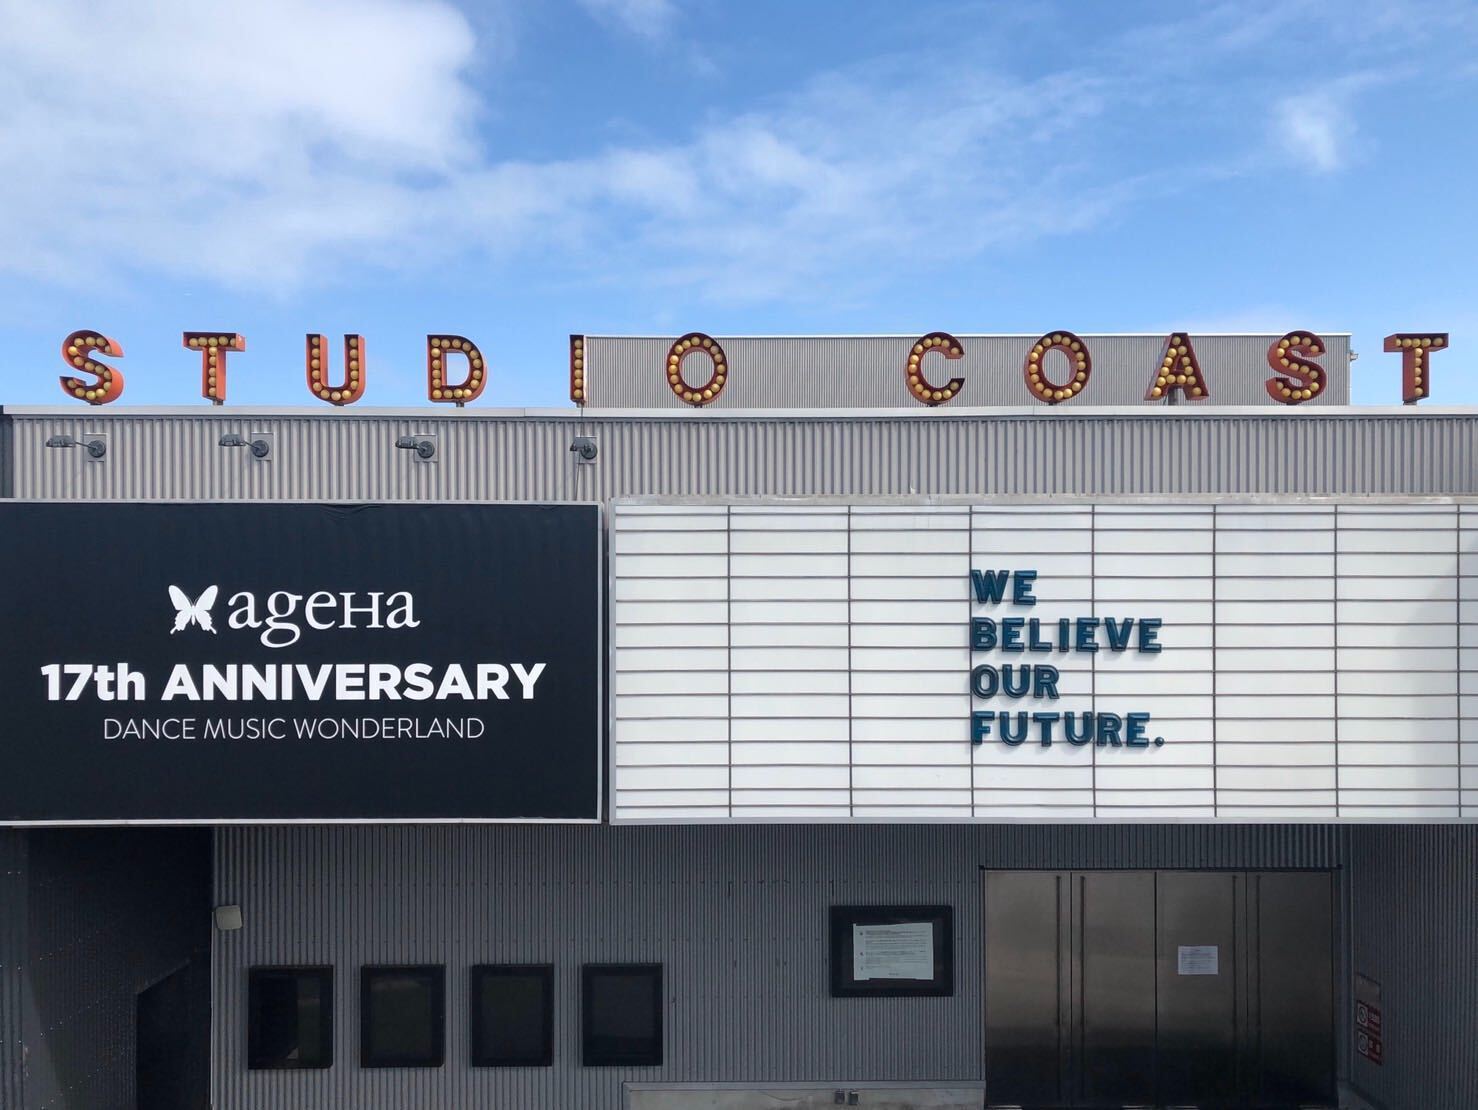 STUDIO COAST
ageHa
17th ANNIVERSARY
DANCE MUSIC WONDERLAND
WE
BELIEVE
OUR
FUTURE.